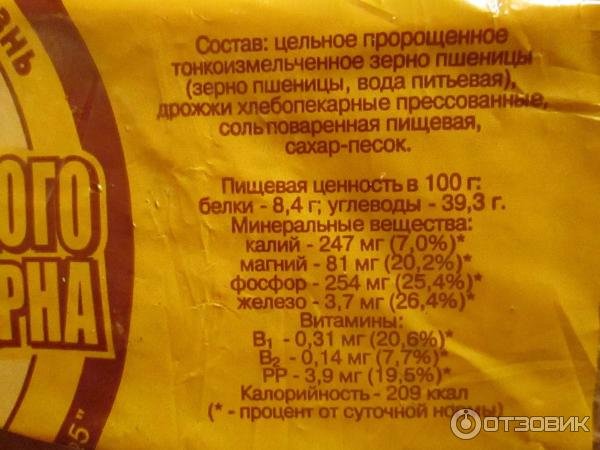 Состав: цельное пророщенное
тонкоизмельченное зерно пшеницы
(зерно пшеницы, вода питьевая),
дрожжи хлебопекарные прессованные,
соль поваренная пищевая,
сахар-песок.
Пищевая ценность в 100 г:
белки - 8,4 г; углеводы - 39,3 г.
Минеральные вещества:
калий - 247 мг (7,0%)*
магний - 81 мг (20,2%)*
фосфор - 254 мг (25,4%)*
железо - 3,7 мг (26,4%)*
Витамины:
B₁ - 0,31 мг (20,6%)*
B₂ - 0,14 мг (7,7%)*
PP - 3,9 мг (19,5%)*
Калорийность - 209 ккал
(* - процент от суточной нормы)
ОГО
РНА
ОТЗОВИК